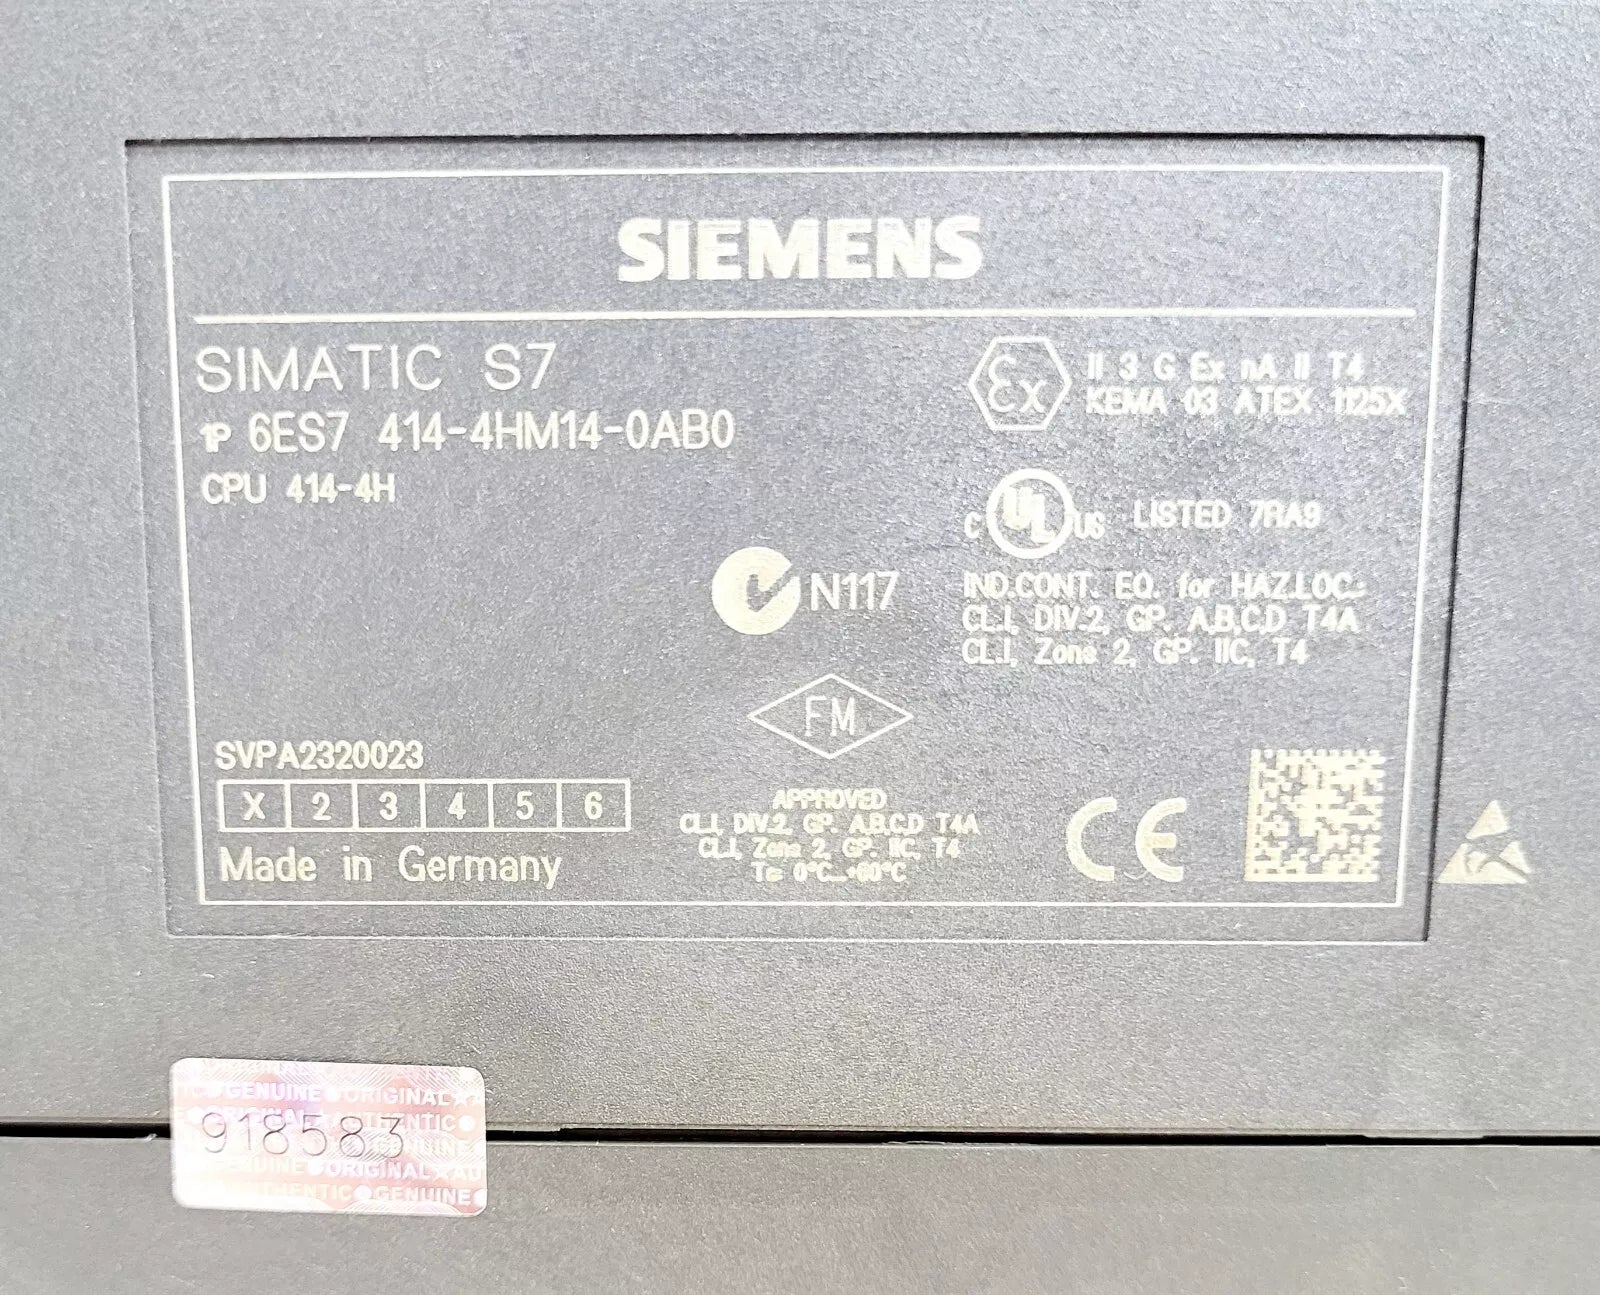 SIEMENS
SIMATIC S7
1P 6ES7 414-4HM14-0AB0
CPU 414-4H
Ex II 3 G Ex nA II T4
KEMA 03 ATEX 1125X
C UL US LISTED 7RA9
IND.CONT. EQ. for HAZ.LOC.:
CL.I, DIV.2, GP. A.B.C.D T4A
CL.I, Zone 2, GP. IIC, T4
N117
FM
APPROVED
CL.I, DIV.2, GP. A.B.C.D T4A
CL.I, Zone 2, GP. IIC, T4
SVPA2320023
X 2 3 4 5 6
Made in Germany
CE
GENUINE ORIGINAL
918583
GENUINE ORIGINAL
GENUINE